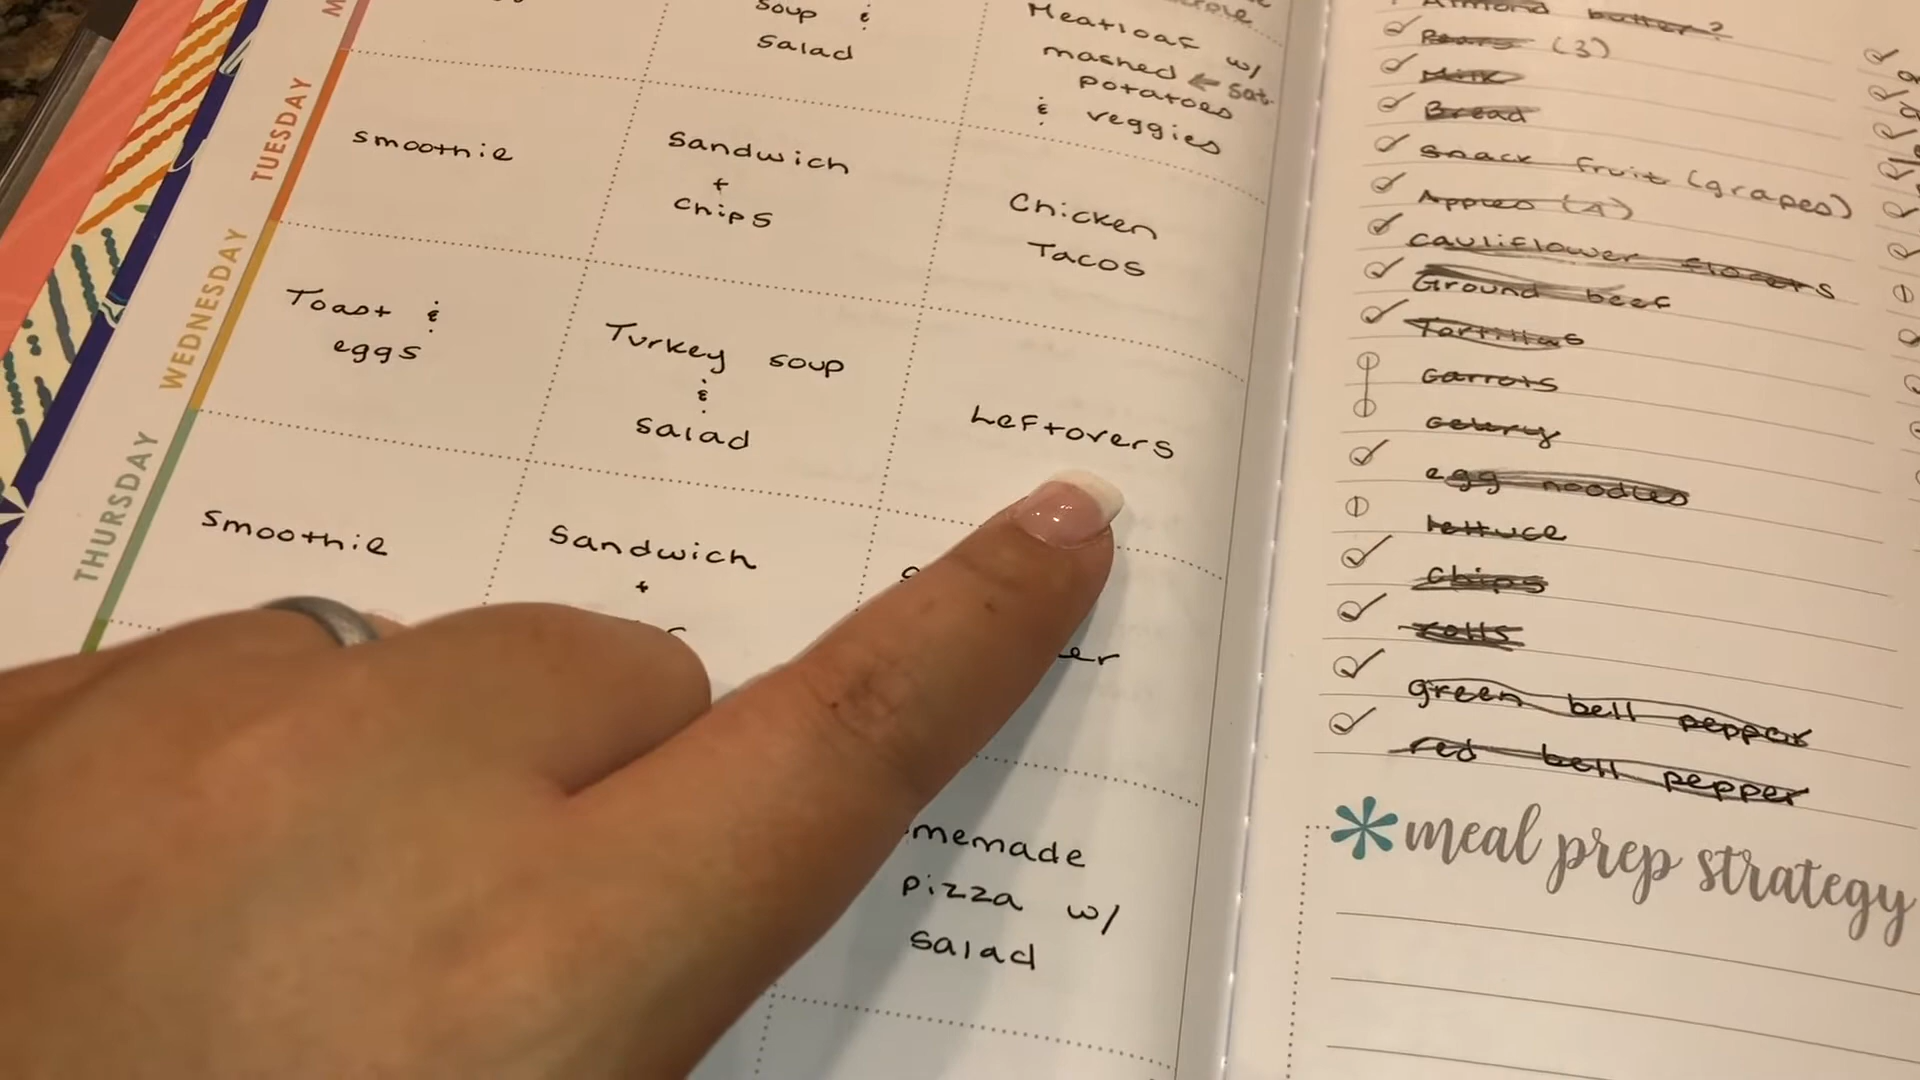 soup &
salad
Meatloaf w/
mashed ← sat.
potatoes
& veggies
TUESDAY
smoothie
sandwich
+
chips
Chicken
Tacos
WEDNESDAY
Toast &
eggs
Turkey soup
&
salad
Leftovers
THURSDAY
smoothie
sandwich
+
pizza w/
salad
Almond butter?
Pears (3)
Milk
Bread
snack fruit (grapes)
Apples (4)
cauliflower
Ground beef
Tortillas
carrots
celery
egg noodles
lettuce
chips
rolls
green bell pepper
red bell pepper
meal prep strategy